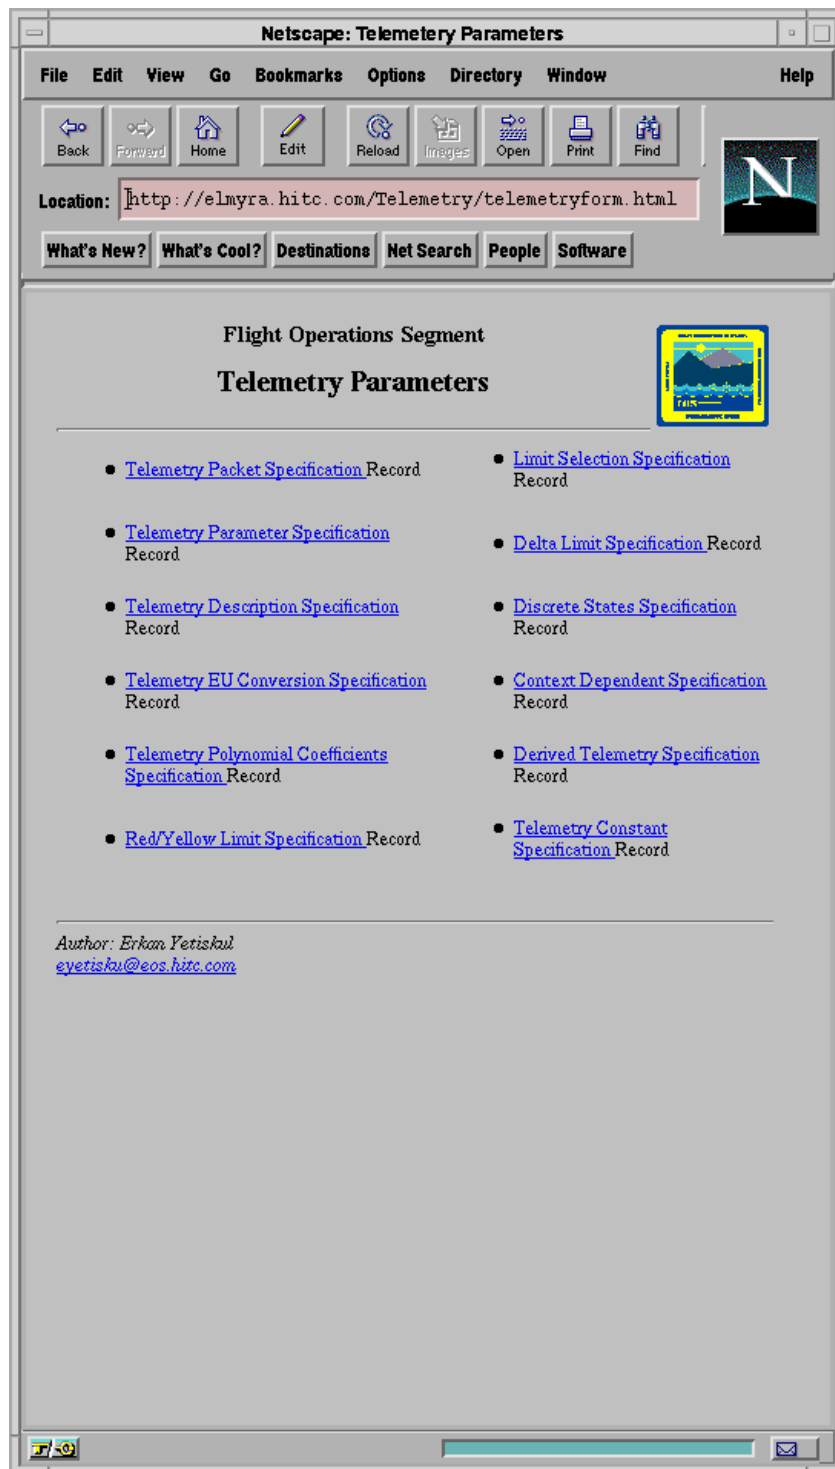 Netscape: Telemetery Parameters
File Edit View Go Bookmarks Options Directory Window Help
Back Forward Home Edit Reload Images Open Print Find
N
Location: http://elmyra.hitc.com/Telemetry/telemetryform.html
What's New? What's Cool? Destinations Net Search People Software
Flight Operations Segment
Telemetry Parameters
Telemetry Packet Specification Record
Telemetry Parameter Specification
Record
Telemetry Description Specification
Record
Telemetry EU Conversion Specification
Record
Telemetry Polynomial Coefficients
Specification Record
Red/Yellow Limit Specification Record
Limit Selection Specification
Record
Delta Limit Specification Record
Discrete States Specification
Record
Context Dependent Specification
Record
Derived Telemetry Specification
Record
Telemetry Constant
Specification Record
Author: Erkan Yetiskul
eyetisku@eos.hitc.com